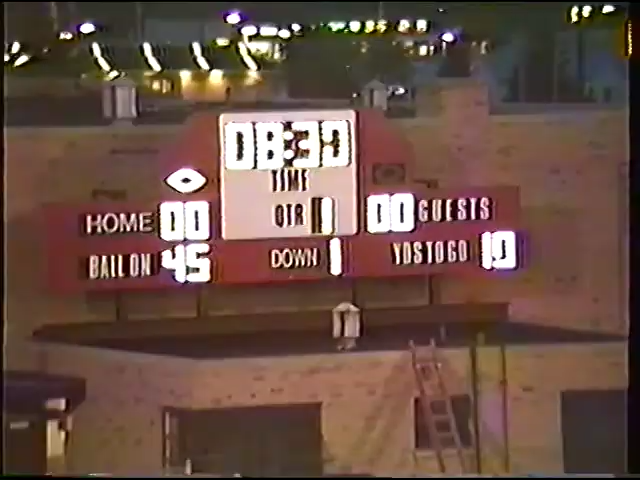 08:30
TIME
HOME 00 QTR 1 00 GUESTS
BALL ON 45 DOWN 1 YDS TO GO 10